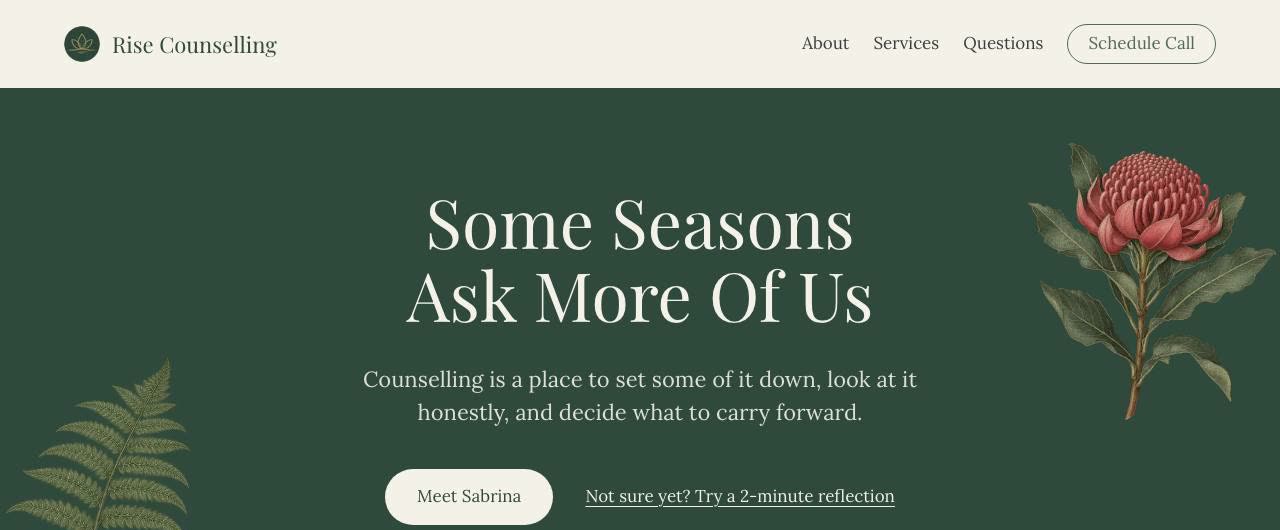 Rise Counselling
About
Services
Questions
Schedule Call
Some Seasons
Ask More Of Us
Counselling is a place to set some of it down, look at it
honestly, and decide what to carry forward.
Meet Sabrina
Not sure yet? Try a 2-minute reflection